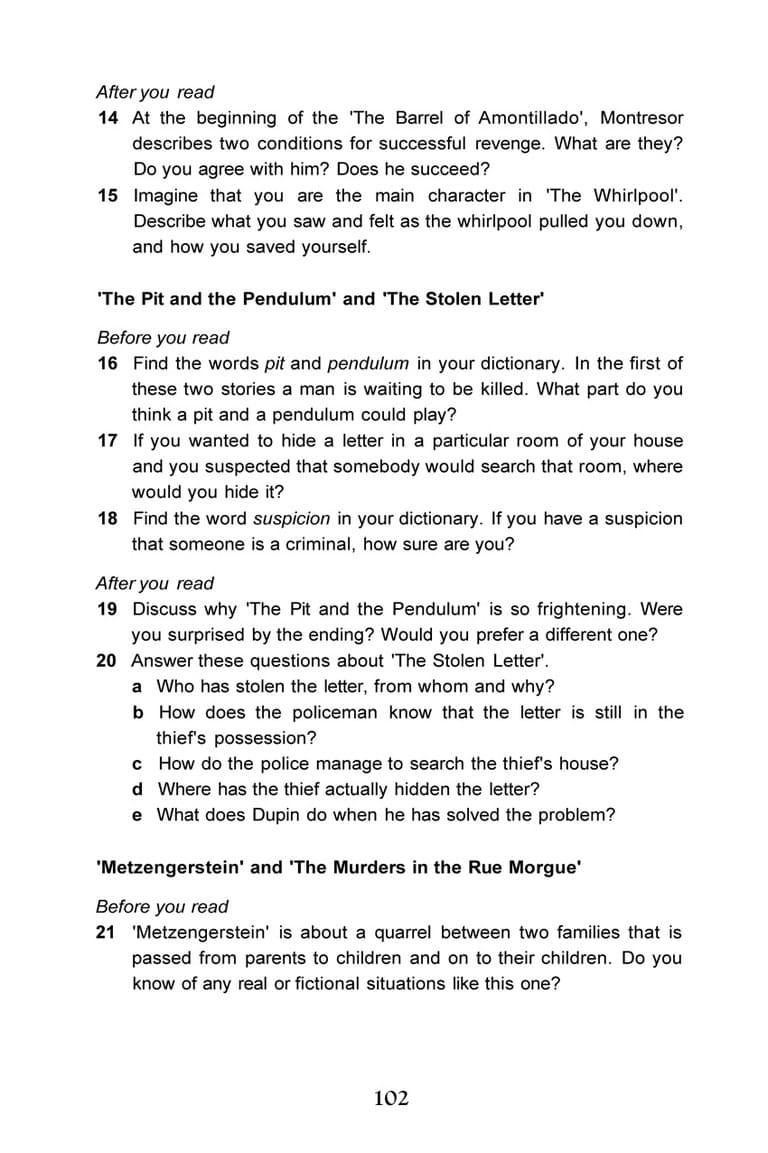 After you read
14 At the beginning of the 'The Barrel of Amontillado', Montresor
describes two conditions for successful revenge. What are they?
Do you agree with him? Does he succeed?
15 Imagine that you are the main character in 'The Whirlpool'.
Describe what you saw and felt as the whirlpool pulled you down,
and how you saved yourself.
'The Pit and the Pendulum' and 'The Stolen Letter'
Before you read
16 Find the words pit and pendulum in your dictionary. In the first of
these two stories a man is waiting to be killed. What part do you
think a pit and a pendulum could play?
17 If you wanted to hide a letter in a particular room of your house
and you suspected that somebody would search that room, where
would you hide it?
18 Find the word suspicion in your dictionary. If you have a suspicion
that someone is a criminal, how sure are you?
After you read
19 Discuss why 'The Pit and the Pendulum' is so frightening. Were
you surprised by the ending? Would you prefer a different one?
20 Answer these questions about 'The Stolen Letter'.
a Who has stolen the letter, from whom and why?
b How does the policeman know that the letter is still in the
thief's possession?
c How do the police manage to search the thief's house?
d Where has the thief actually hidden the letter?
e What does Dupin do when he has solved the problem?
'Metzengerstein' and 'The Murders in the Rue Morgue'
Before you read
21 'Metzengerstein' is about a quarrel between two families that is
passed from parents to children and on to their children. Do you
know of any real or fictional situations like this one?
102